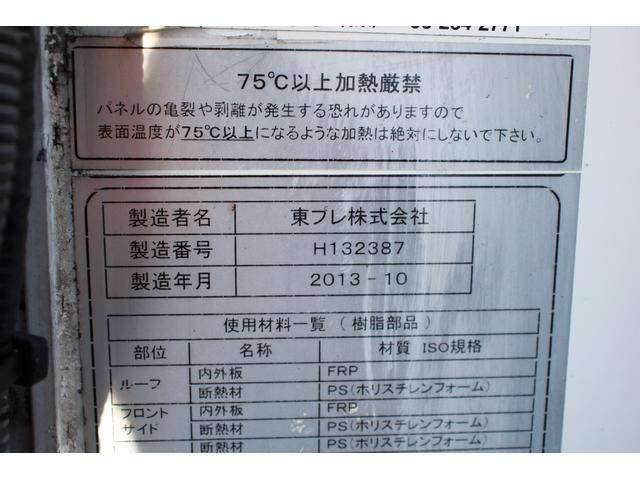 75℃以上加熱厳禁
パネルの亀裂や剥離が発生する恐れがありますので
表面温度が75℃以上になるような加熱は絶対にしないで下さい。
製造者名 東プレ株式会社
製造番号 H132387
製造年月 2013-10
使用材料一覧(樹脂部品)
部位 名称 材質 ISO規格
ルーフ 内外板 FRP
断熱材 PS(ホリスチレンフォーム)
フロント 内外板 FRP
サイド 断熱材 PS(ホリスチレンフォーム)
断熱材 PS(ホリスチレンフォーム)